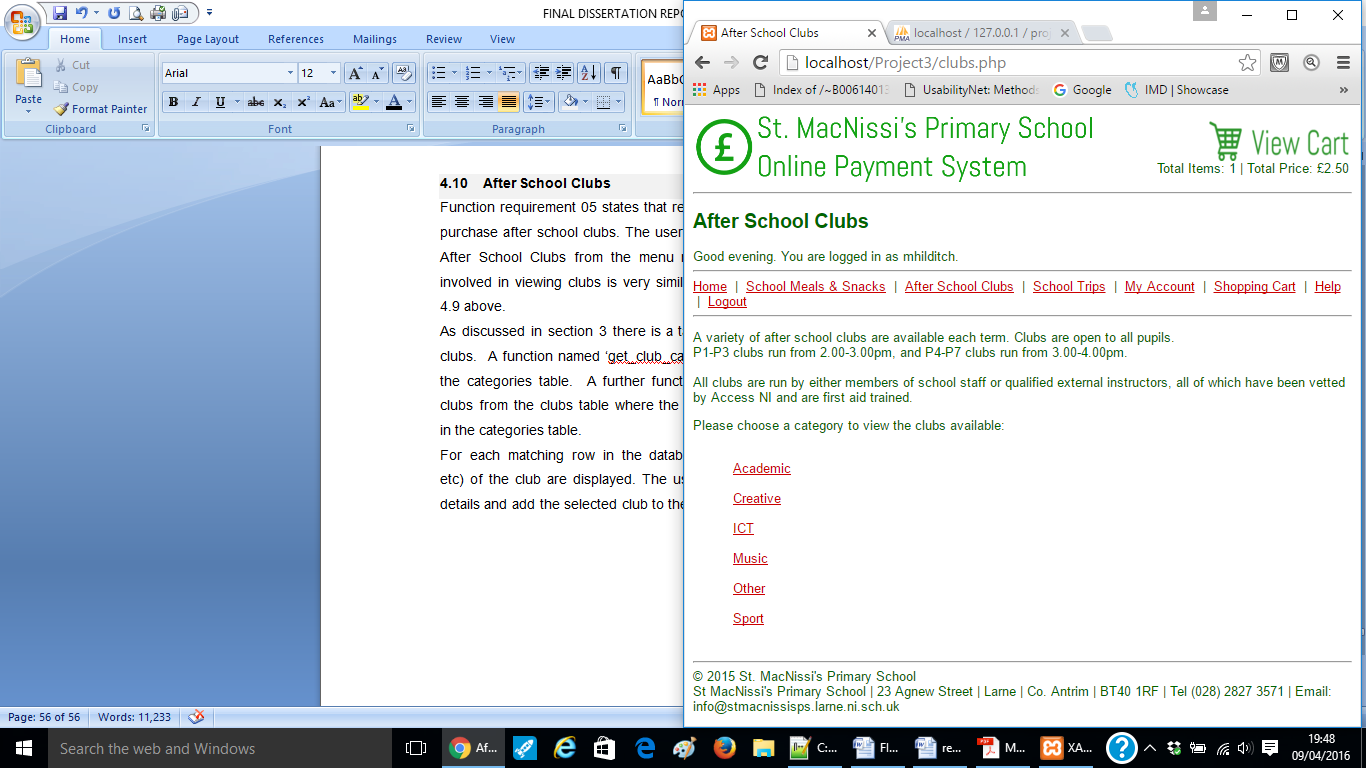 FINAL DISSERTATION REPO
Home Insert Page Layout References Mailings Review View
Paste
Cut
Copy
Format Painter
Clipboard
Arial 12
B I U abc x₂ x² Aa
Font
Paragraph
AaBbC
¶ Norr
4.10 After School Clubs
Function requirement 05 states that re
purchase after school clubs. The user
After School Clubs from the menu
involved in viewing clubs is very simil
4.9 above.
As discussed in section 3 there is a t
clubs. A function named ‘get_club_ca
the categories table. A further funct
clubs from the clubs table where the
in the categories table.
For each matching row in the datab
etc) of the club are displayed. The us
details and add the selected club to the
Page: 56 of 56 Words: 11,233
After School Clubs
localhost / 127.0.0.1 / proj
localhost/Project3/clubs.php
Apps Index of /~B00614013 UsabilityNet: Methods Google IMD | Showcase »
£ St. MacNissi's Primary School
Online Payment System
View Cart
Total Items: 1 | Total Price: £2.50
After School Clubs
Good evening. You are logged in as mhilditch.
Home | School Meals & Snacks | After School Clubs | School Trips | My Account | Shopping Cart | Help
| Logout
A variety of after school clubs are available each term. Clubs are open to all pupils.
P1-P3 clubs run from 2.00-3.00pm, and P4-P7 clubs run from 3.00-4.00pm.
All clubs are run by either members of school staff or qualified external instructors, all of which have been vetted
by Access NI and are first aid trained.
Please choose a category to view the clubs available:
Academic
Creative
ICT
Music
Other
Sport
© 2015 St. MacNissi's Primary School
St MacNissi's Primary School | 23 Agnew Street | Larne | Co. Antrim | BT40 1RF | Tel (028) 2827 3571 | Email:
info@stmacnissisps.larne.ni.sch.uk
Search the web and Windows
Af... C:... Fl... re... M... XA...
19:48
09/04/2016